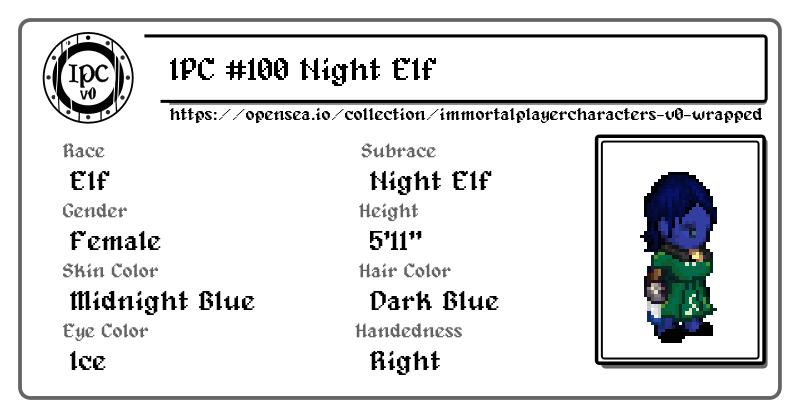 IPC
v0
IPC #100 Night Elf
https://opensea.io/collection/immortalplayercharacters-v0-wrapped
Race
Elf
Subrace
Night Elf
Gender
Female
Height
5'11"
Skin Color
Midnight Blue
Hair Color
Dark Blue
Eye Color
Ice
Handedness
Right